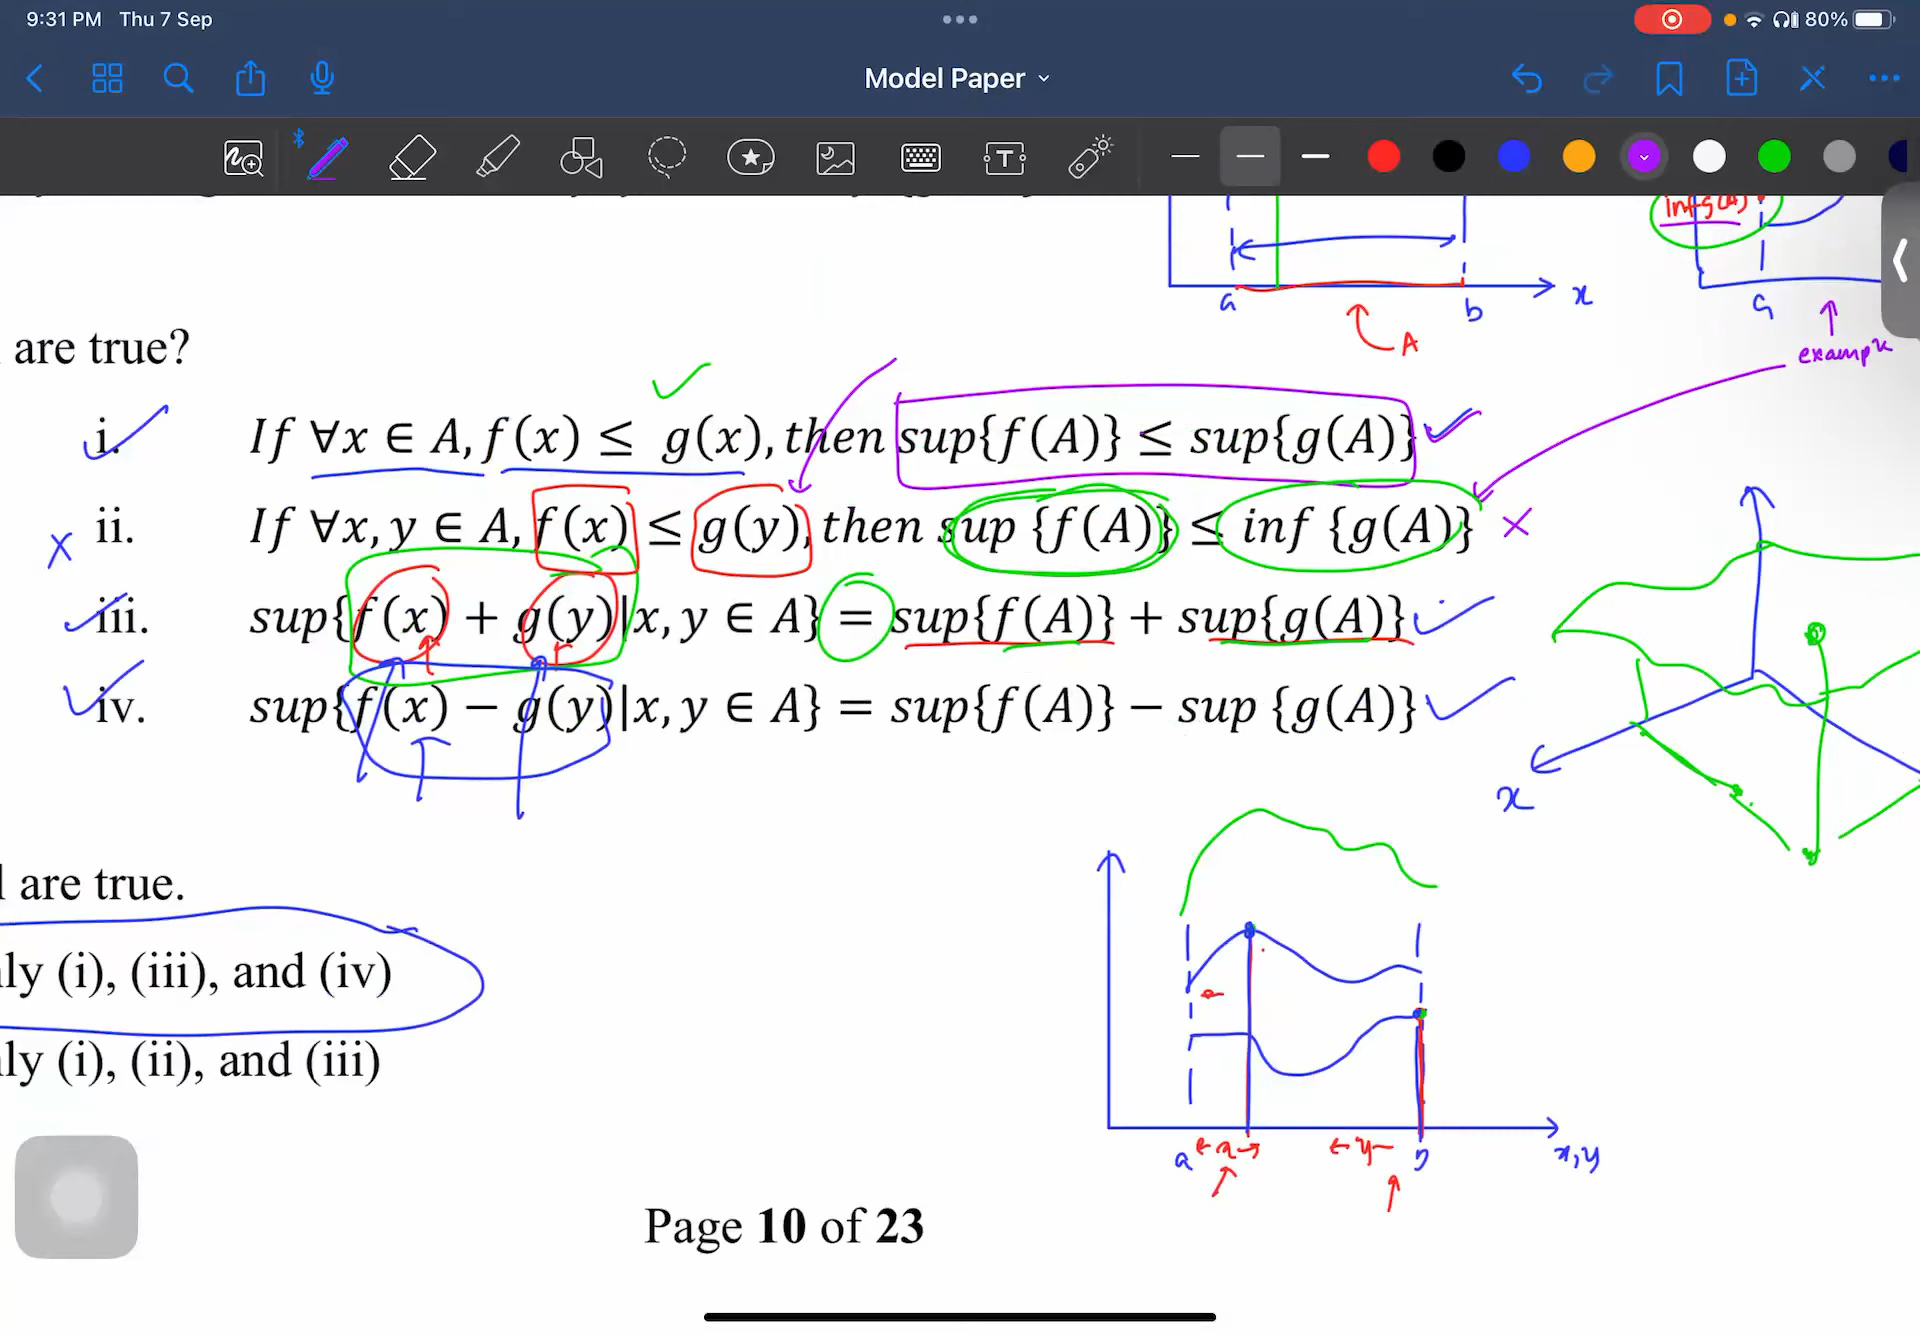 9:31 PM Thu 7 Sep
80%
Model Paper
T
inf g(A)
a
b
x
A
a
example
are true?
i. If ∀x ∈ A, f(x) ≤ g(x), then sup{f(A)} ≤ sup{g(A)}
ii. If ∀x, y ∈ A, f(x) ≤ g(y), then sup {f(A)} ≤ inf {g(A)}
iii. sup{f(x) + g(y)|x, y ∈ A} = sup{f(A)} + sup{g(A)}
iv. sup{f(x) − g(y)|x, y ∈ A} = sup{f(A)} − sup {g(A)}
x
l are true.
ly (i), (iii), and (iv)
ly (i), (ii), and (iii)
a
x
y
b
x, y
Page 10 of 23